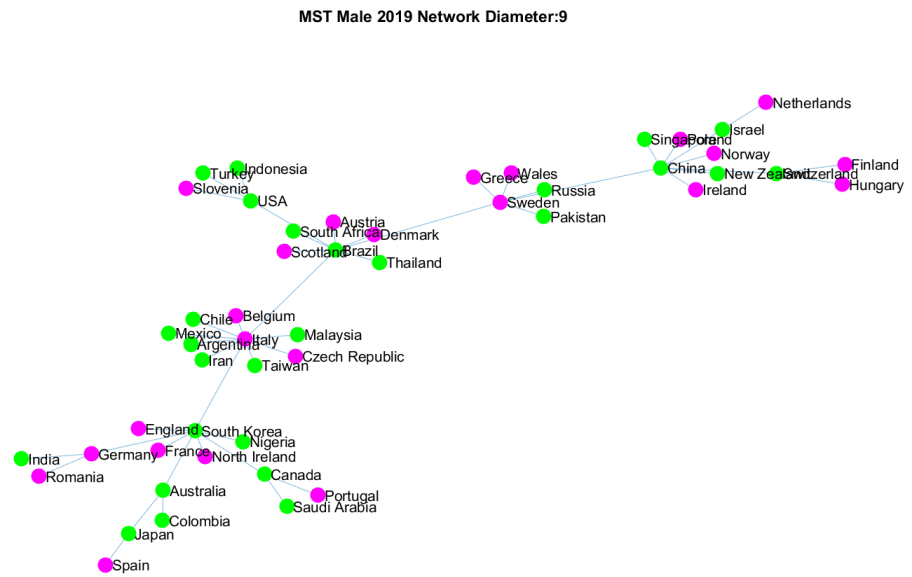 MST Male 2019 Network Diameter:9
Netherlands
Israel
Singapore
Poland
Norway
China
New Zealand
Switzerland
Finland
Hungary
Ireland
Turkey
Indonesia
Slovenia
USA
Greece
Wales
Russia
Sweden
Pakistan
Austria
South Africa
Denmark
Scotland
Brazil
Thailand
Belgium
Chile
Mexico
Argentina
Italy
Malaysia
Iran
Taiwan
Czech Republic
England
South Korea
Nigeria
India
Germany
France
North Ireland
Romania
Canada
Australia
Portugal
Saudi Arabia
Colombia
Japan
Spain